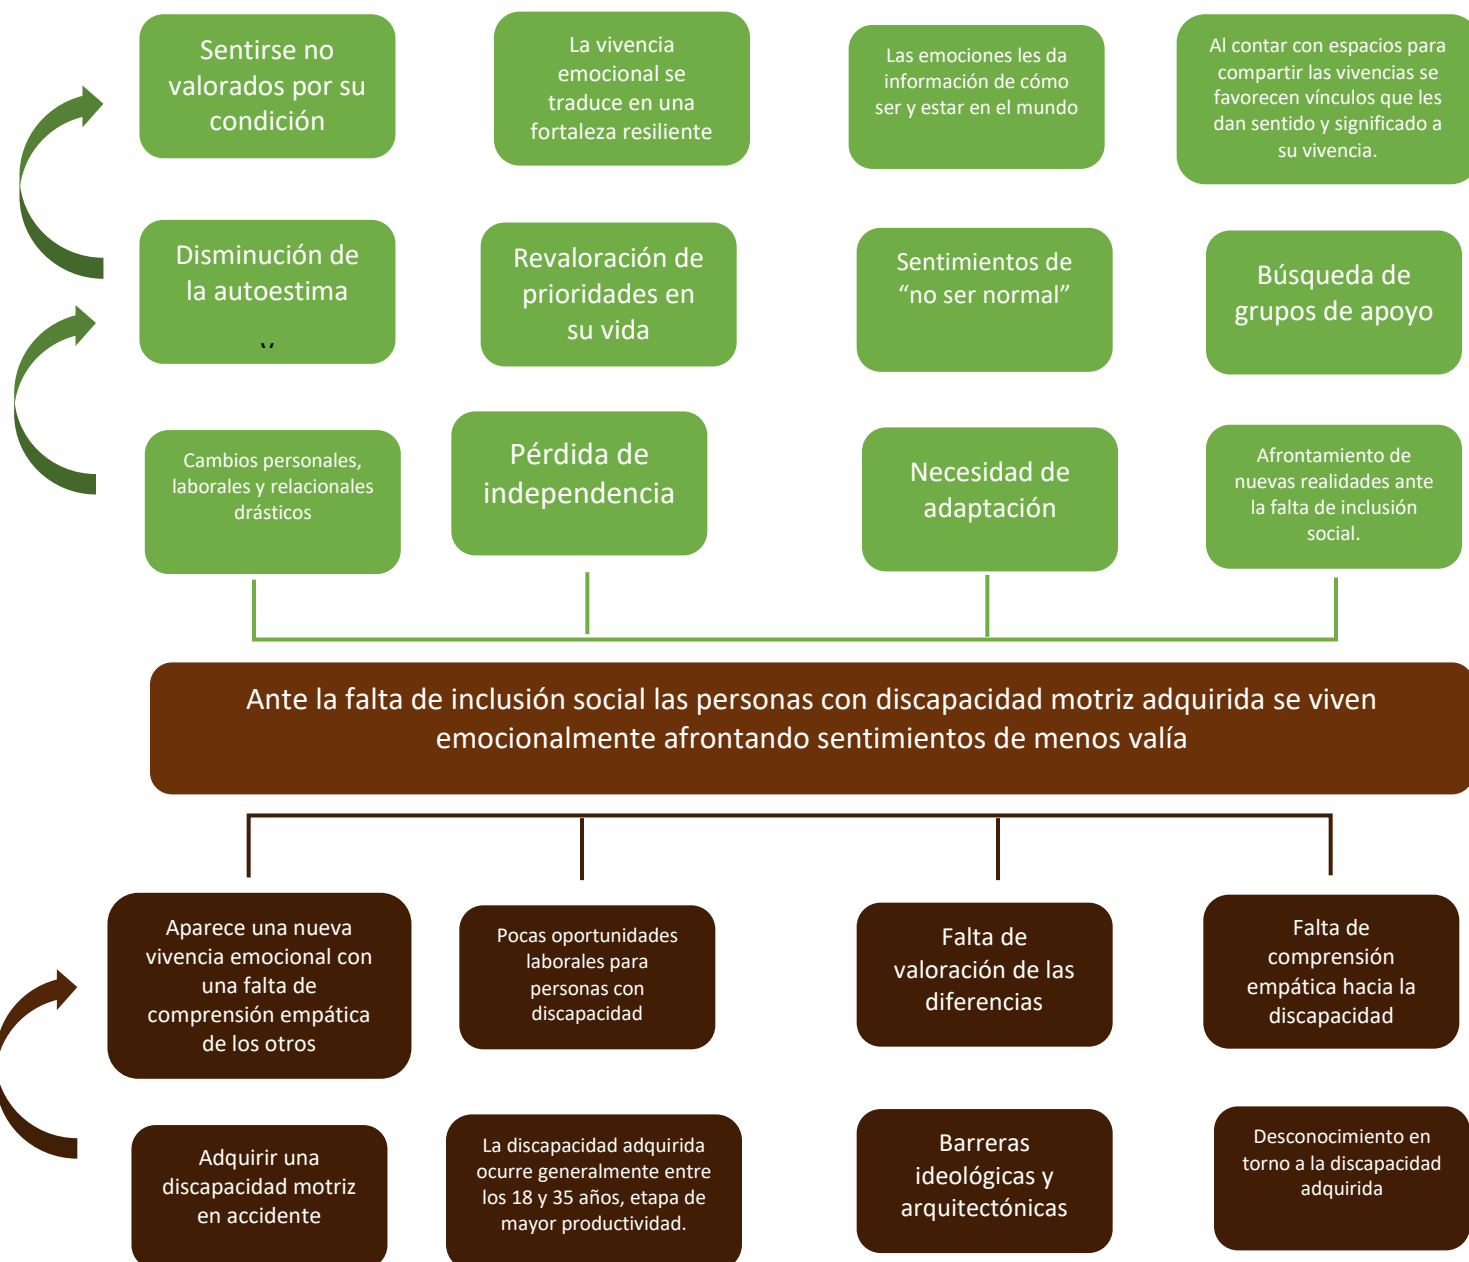 Sentirse no
valorados por su
condición
La vivencia
emocional se
traduce en una
fortaleza resiliente
Las emociones les da
información de cómo
ser y estar en el mundo
Al contar con espacios para
compartir las vivencias se
favorecen vínculos que les
dan sentido y significado a
su vivencia.
Disminución de
la autoestima
Revaloración de
prioridades en
su vida
Sentimientos de
“no ser normal”
Búsqueda de
grupos de apoyo
Cambios personales,
laborales y relacionales
drásticos
Pérdida de
independencia
Necesidad de
adaptación
Afrontamiento de
nuevas realidades ante
la falta de inclusión
social.
Ante la falta de inclusión social las personas con discapacidad motriz adquirida se viven
emocionalmente afrontando sentimientos de menos valía
Aparece una nueva
vivencia emocional con
una falta de
comprensión empática
de los otros
Pocas oportunidades
laborales para
personas con
discapacidad
Falta de
valoración de las
diferencias
Falta de
comprensión
empática hacia la
discapacidad
Adquirir una
discapacidad motriz
en accidente
La discapacidad adquirida
ocurre generalmente entre
los 18 y 35 años, etapa de
mayor productividad.
Barreras
ideológicas y
arquitectónicas
Desconocimiento en
torno a la discapacidad
adquirida